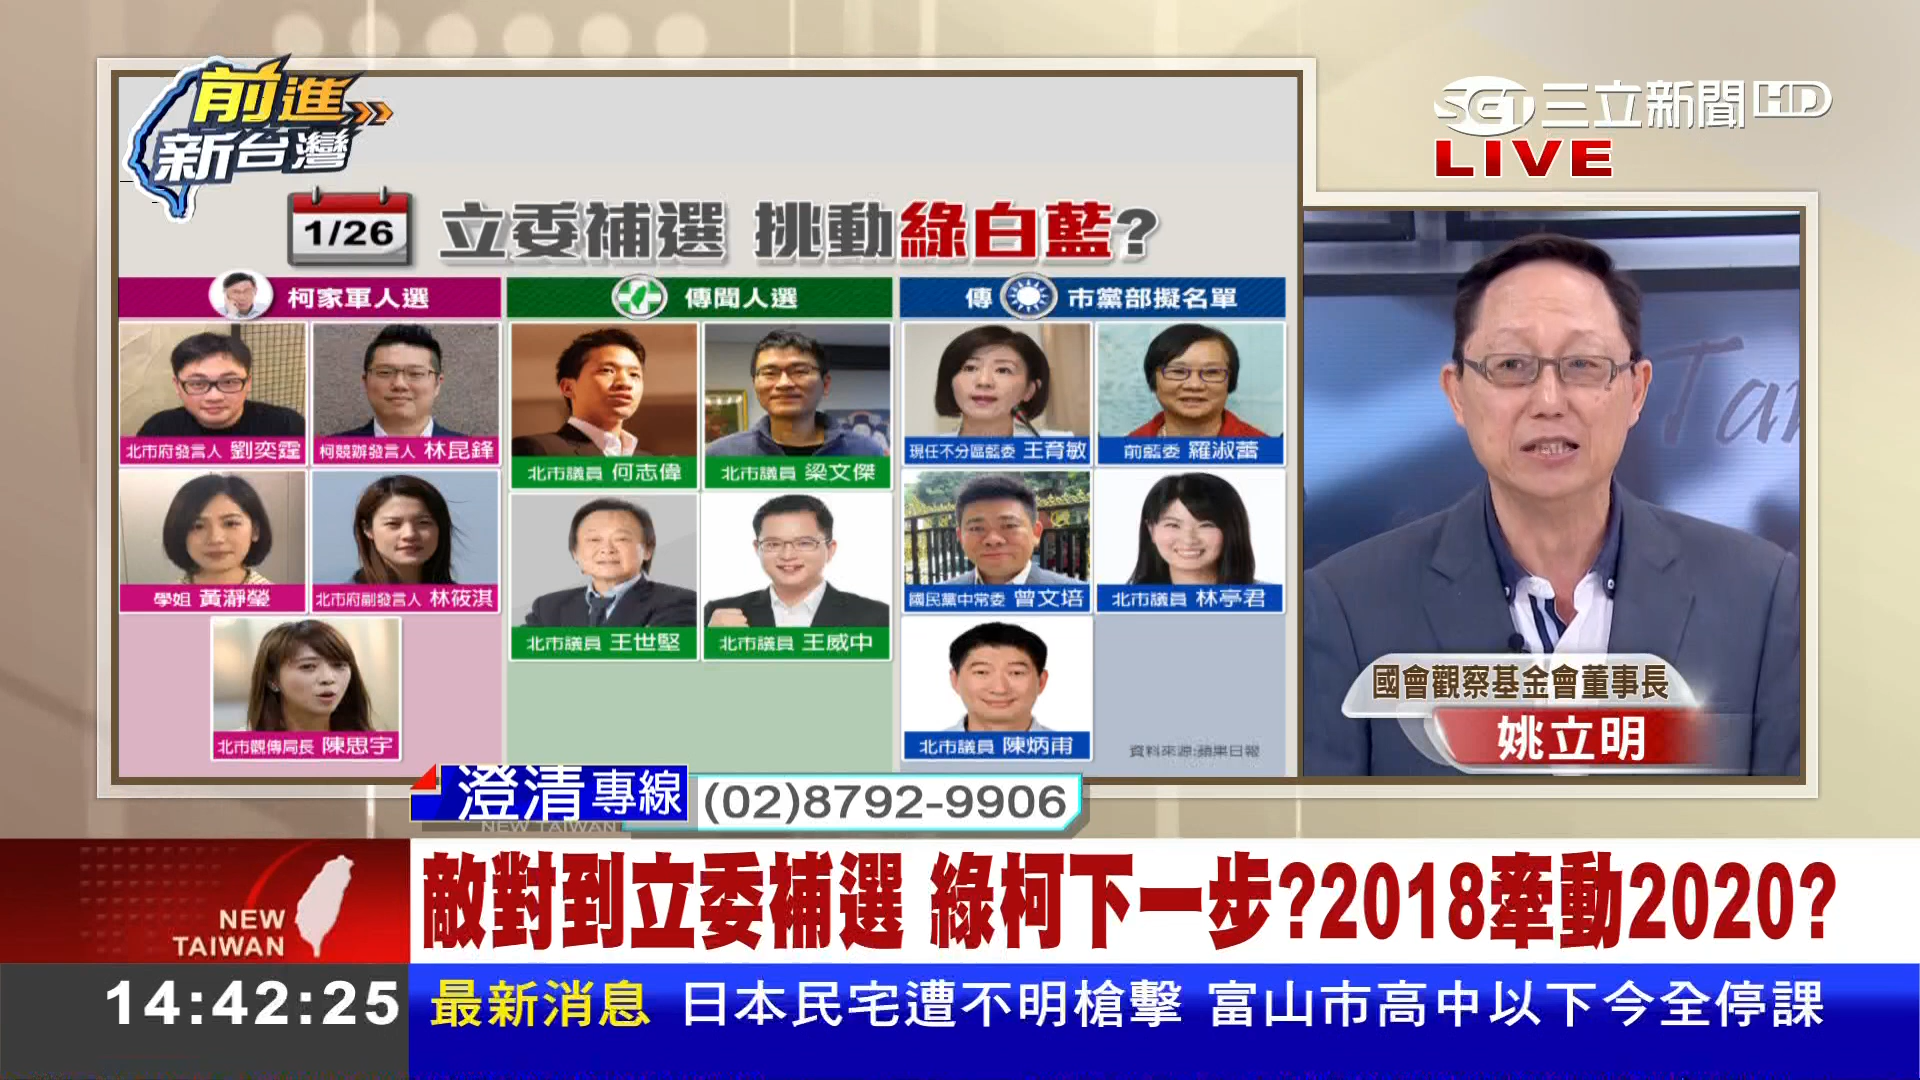 前進
新台灣
SET三立新聞HD
LIVE
1/26 立委補選 挑動綠白藍?
柯家軍人選
北市府發言人 劉奕霆
柯競辦發言人 林昆鋒
學姐 黃瀞瑩
北市府副發言人 林筱淇
北市觀傳局長 陳思宇
傳聞人選
北市議員 何志偉
北市議員 梁文傑
北市議員 王世堅
北市議員 王威中
傳 市黨部擬名單
現任不分區藍委 王育敏
前藍委 羅淑蕾
國民黨中常委 曾文培
北市議員 林亭君
北市議員 陳炳甫
資料來源:蘋果日報
Tai
國會觀察基金會董事長
姚立明
澄清專線 (02)8792-9906
NEW TAIWAN
敵對到立委補選 綠柯下一步?2018牽動2020?
NEW
TAIWAN
14:42:25
最新消息 日本民宅遭不明槍擊 富山市高中以下今全停課